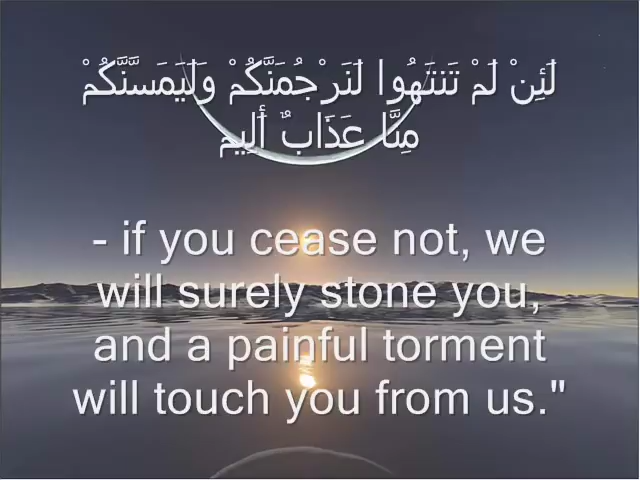 لَئِنْ لَمْ تَنتَهُوا لَنَرْجُمَنَّكُمْ وَلَيَمَسَّنَّكُمْ
مِنَّا عَذَابٌ أَلِيمٌ
- if you cease not, we
will surely stone you,
and a painful torment
will touch you from us."